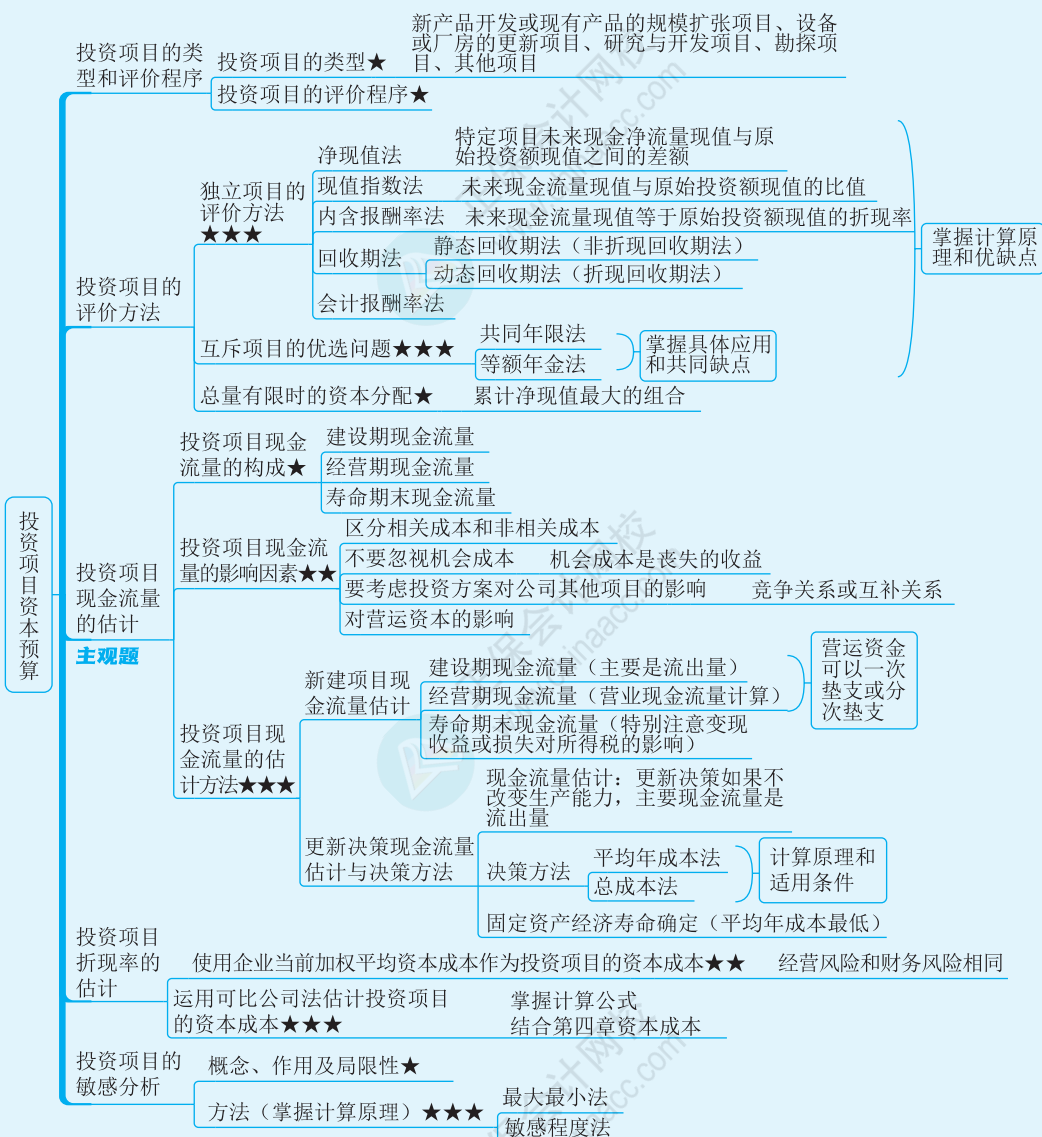 投资项目资本预算
投资项目的类
型和评价程序
投资项目的类型★
新产品开发或现有产品的规模扩张项目、设备
或厂房的更新项目、研究与开发项目、勘探项
目、其他项目
投资项目的评价程序★
投资项目的
评价方法
独立项目的
评价方法
★★★
净现值法
特定项目未来现金净流量现值与原
始投资额现值之间的差额
现值指数法
未来现金流量现值与原始投资额现值的比值
内含报酬率法
未来现金流量现值等于原始投资额现值的折现率
回收期法
静态回收期法（非折现回收期法）
动态回收期法（折现回收期法）
会计报酬率法
掌握计算原
理和优缺点
互斥项目的优选问题★★★
共同年限法
等额年金法
掌握具体应用
和共同缺点
总量有限时的资本分配★
累计净现值最大的组合
投资项目
现金流量
的估计
主观题
投资项目现金
流量的构成★
建设期现金流量
经营期现金流量
寿命期末现金流量
投资项目现金流
量的影响因素★★
区分相关成本和非相关成本
不要忽视机会成本
机会成本是丧失的收益
要考虑投资方案对公司其他项目的影响
竞争关系或互补关系
对营运资本的影响
投资项目现
金流量的估
计方法★★★
新建项目现
金流量估计
建设期现金流量（主要是流出量）
经营期现金流量（营业现金流量计算）
寿命期末现金流量（特别注意变现
收益或损失对所得税的影响）
营运资金
可以一次
垫支或分
次垫支
更新决策现金流量
估计与决策方法
现金流量估计：更新决策如果不
改变生产能力，主要现金流量是
流出量
决策方法
平均年成本法
总成本法
计算原理和
适用条件
固定资产经济寿命确定（平均年成本最低）
投资项目
折现率的
估计
使用企业当前加权平均资本成本作为投资项目的资本成本★★
经营风险和财务风险相同
运用可比公司法估计投资项目
的资本成本★★★
掌握计算公式
结合第四章资本成本
投资项目的
敏感分析
概念、作用及局限性★
方法（掌握计算原理）★★★
最大最小法
敏感程度法